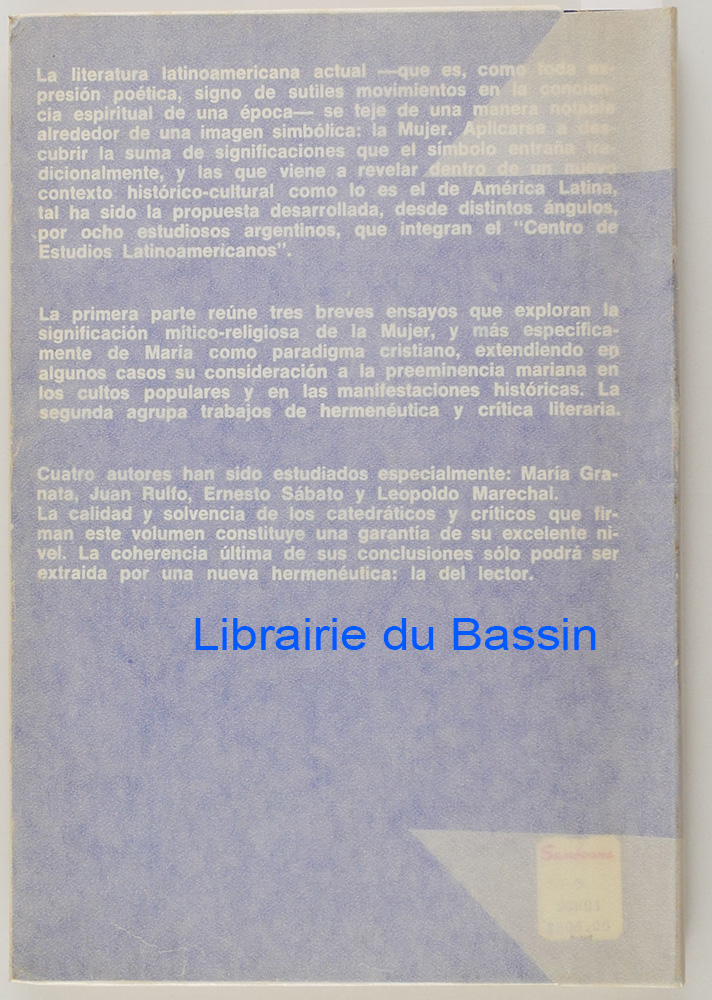 La literatura latinoamericana actual —que es, como toda ex-
presión poética, signo de sutiles movimientos en la concien-
cia espiritual de una época— se teje de una manera notable
alrededor de una imagen simbólica: la Mujer. Aplicarse a des-
cubrir la suma de significaciones que el símbolo entraña tra-
dicionalmente, y las que viene a revelar dentro de un nuevo
contexto histórico-cultural como lo es el de América Latina,
tal ha sido la propuesta desarrollada, desde distintos ángulos,
por ocho estudiosos argentinos, que integran el "Centro de
Estudios Latinoamericanos".
La primera parte reúne tres breves ensayos que exploran la
significación mítico-religiosa de la Mujer, y más específica-
mente de María como paradigma cristiano, extendiendo en
algunos casos su consideración a la preeminencia mariana en
los cultos populares y en las manifestaciones históricas. La
segunda agrupa trabajos de hermenéutica y crítica literaria.
Cuatro autores han sido estudiados especialmente: María Gra-
nata, Juan Rulfo, Ernesto Sábato y Leopoldo Marechal.
La calidad y solvencia de los catedráticos y críticos que fir-
man este volumen constituye una garantía de su excelente ni-
vel. La coherencia última de sus conclusiones sólo podrá ser
extraida por una nueva hermenéutica: la del lector.
Librairie du Bassin